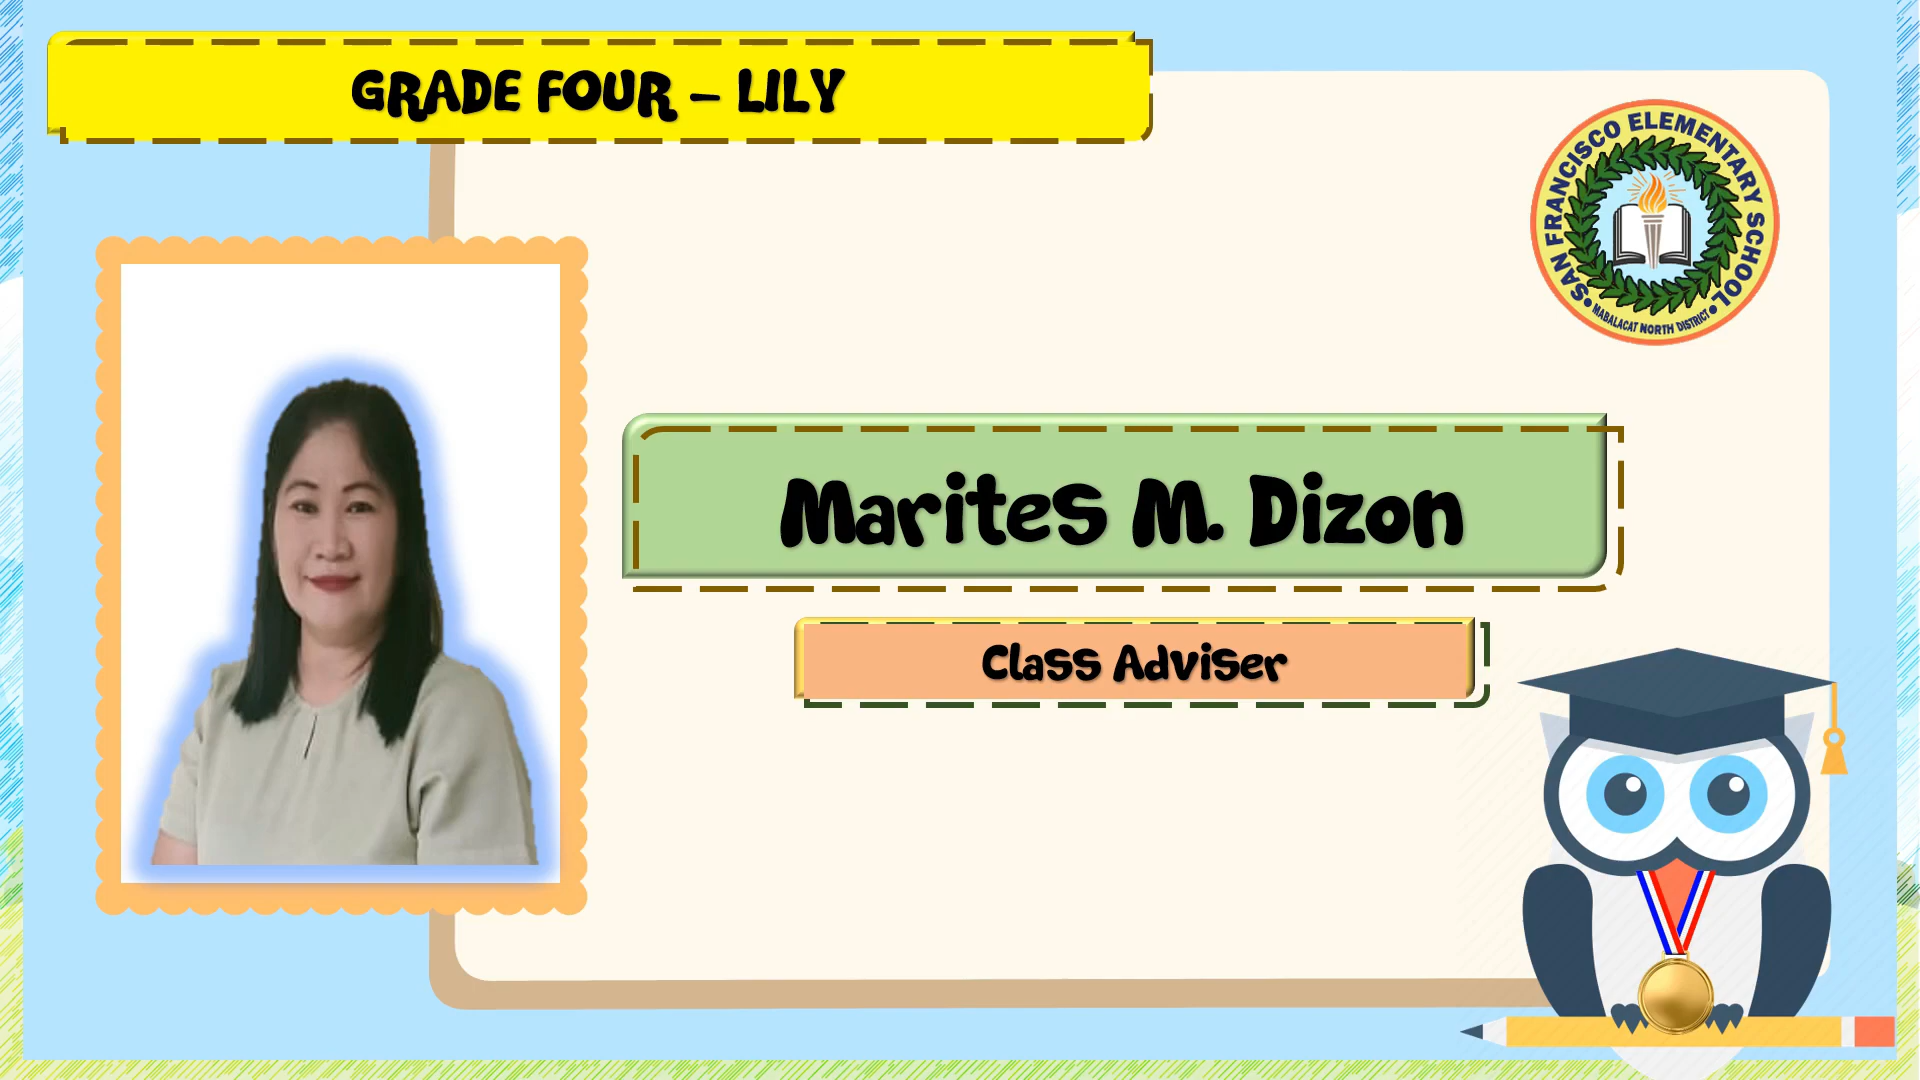 GRADE FOUR – LILY
SAN FRANCISCO ELEMENTARY SCHOOL
MABALACAT NORTH DISTRICT
Marites M. Dizon
Class Adviser